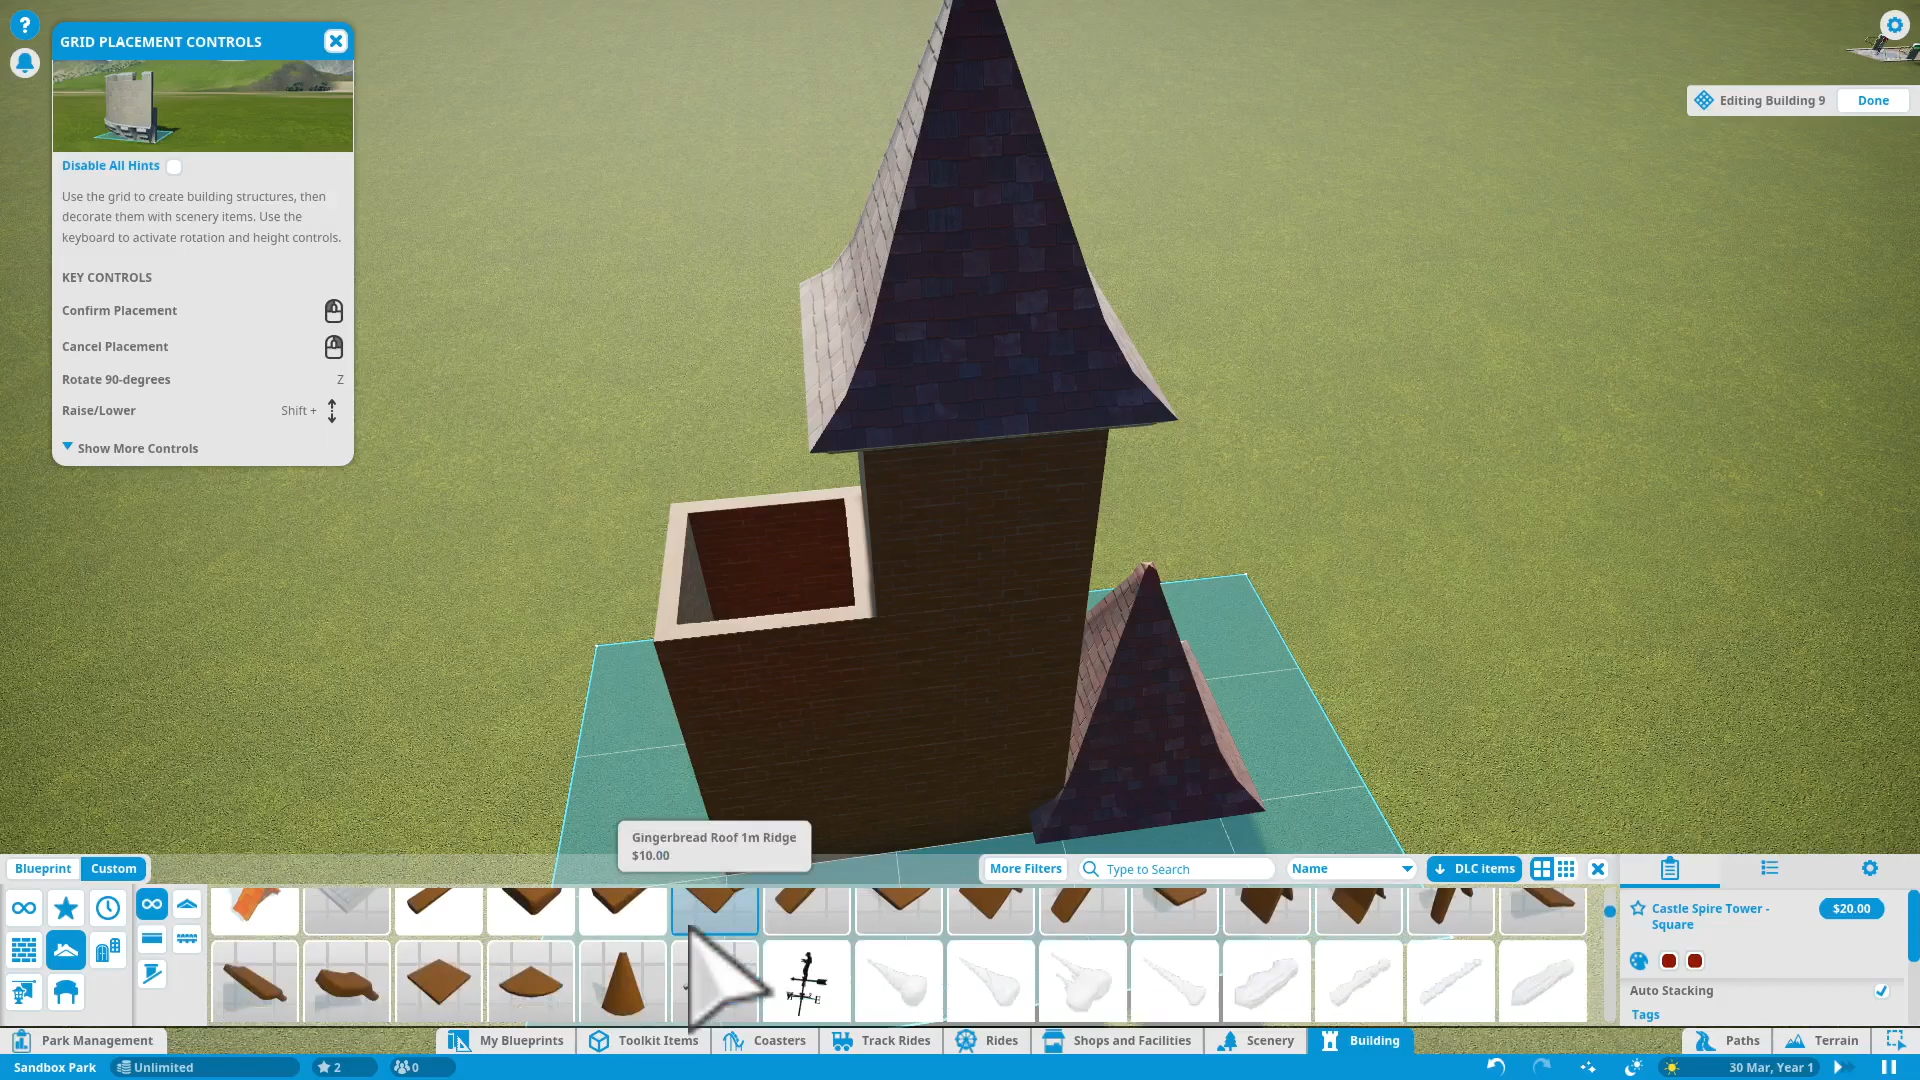 ?
GRID PLACEMENT CONTROLS
Disable All Hints
Use the grid to create building structures, then
decorate them with scenery items. Use the
keyboard to activate rotation and height controls.
KEY CONTROLS
Confirm Placement
Cancel Placement
Rotate 90-degrees Z
Raise/Lower Shift +
Show More Controls
Editing Building 9 Done
Gingerbread Roof 1m Ridge
$10.00
Blueprint Custom
More Filters Type to Search Name DLC items
Castle Spire Tower -
Square
$20.00
Auto Stacking
Tags
Park Management My Blueprints Toolkit Items Coasters Track Rides Rides Shops and Facilities Scenery Building Paths Terrain
Sandbox Park Unlimited 2 0 30 Mar, Year 1